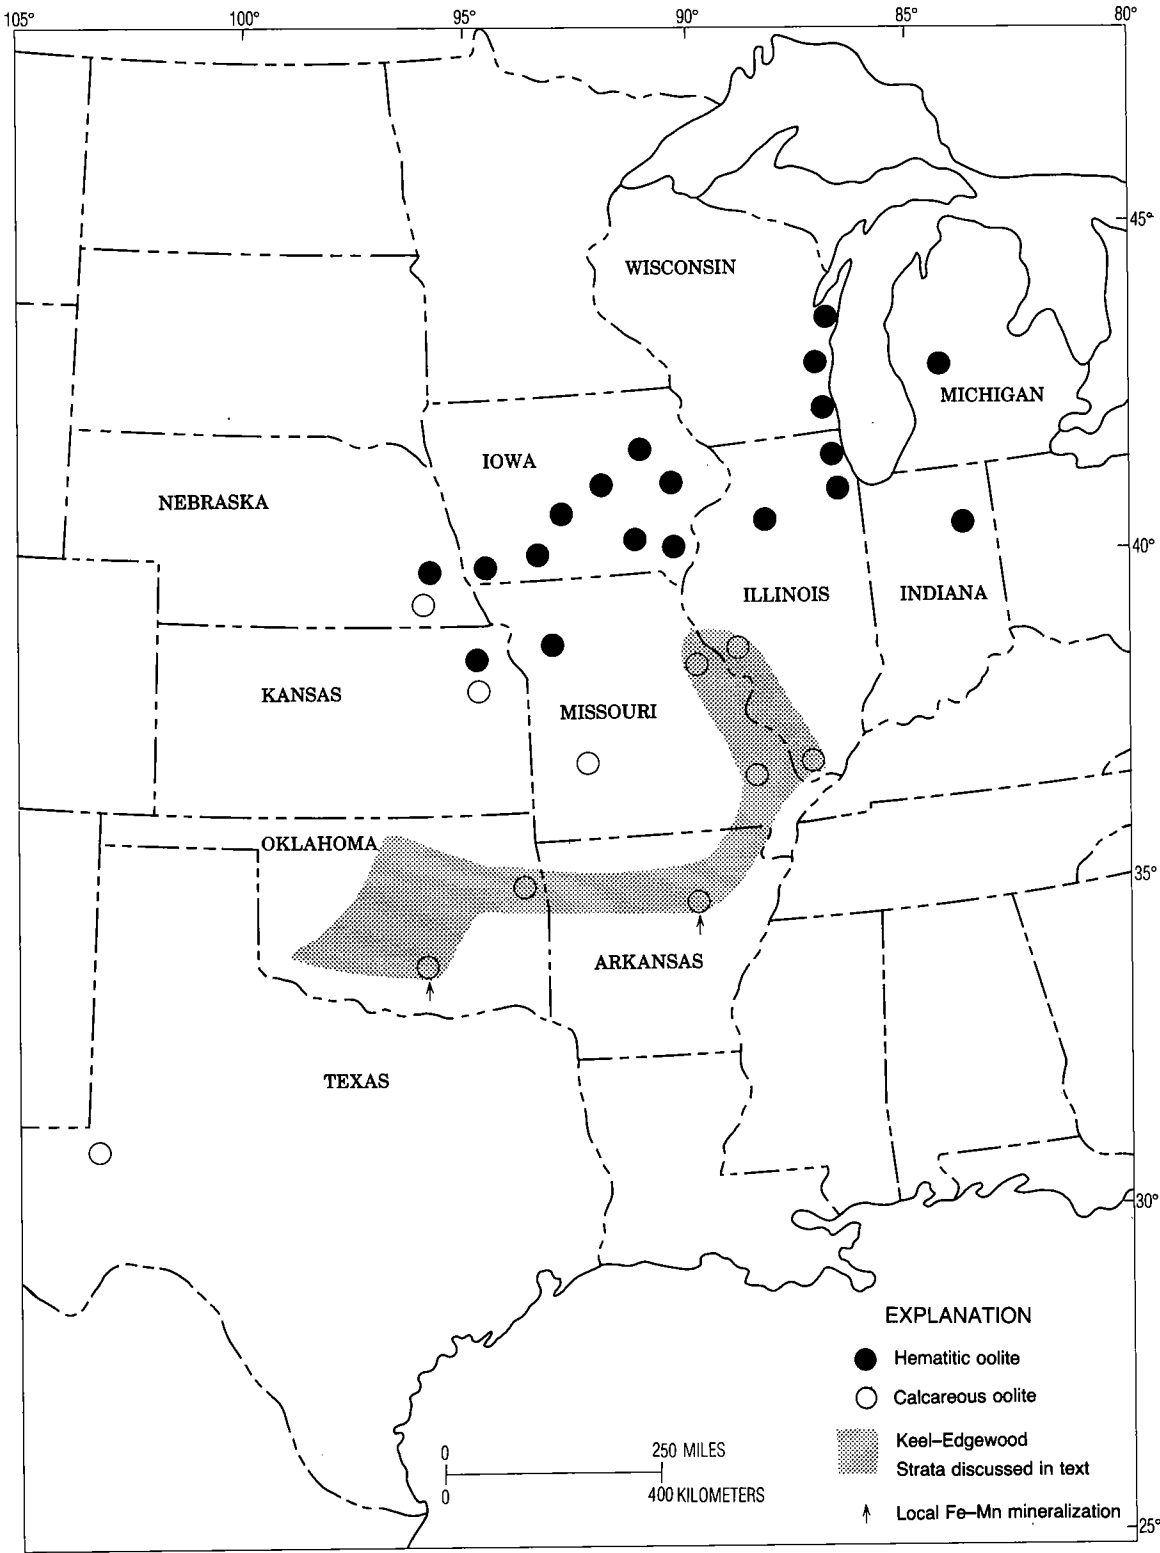 105° 100° 95° 90° 85° 80°
45°
WISCONSIN
MICHIGAN
IOWA
NEBRASKA
40°
ILLINOIS INDIANA
KANSAS
MISSOURI
OKLAHOMA
35°
ARKANSAS
TEXAS
30°
EXPLANATION
Hematitic oolite
Calcareous oolite
Keel–Edgewood
Strata discussed in text
Local Fe–Mn mineralization
0 250 MILES
0 400 KILOMETERS
25°